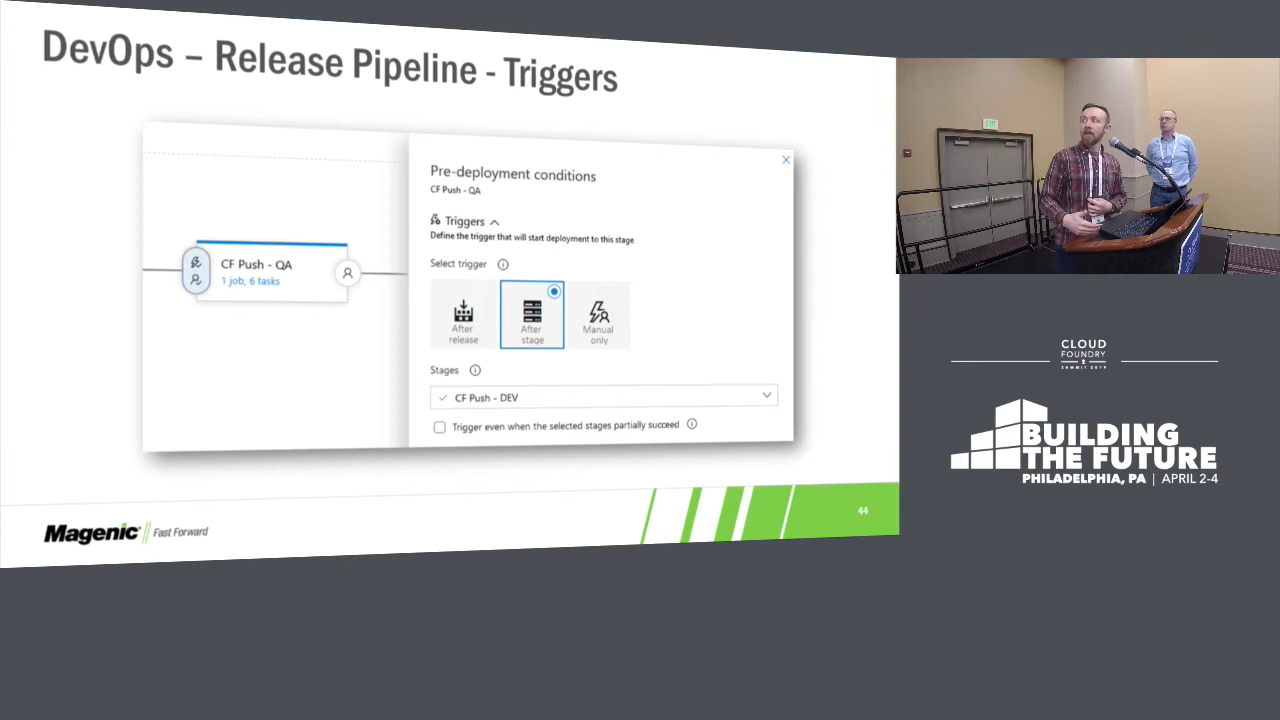 DevOps – Release Pipeline - Triggers
Pre-deployment conditions
CF Push - QA
Triggers
Define the trigger that will start deployment to this stage
Select trigger
After
release
After
stage
Manual
only
Stages
CF Push - DEV
Trigger even when the selected stages partially succeed
CF Push - QA
1 job, 6 tasks
Magenic
Fast Forward
44
EXIT
CLOUD
FOUNDRY
SUMMIT 2019
BUILDING
THE FUTURE
PHILADELPHIA, PA | APRIL 2-4